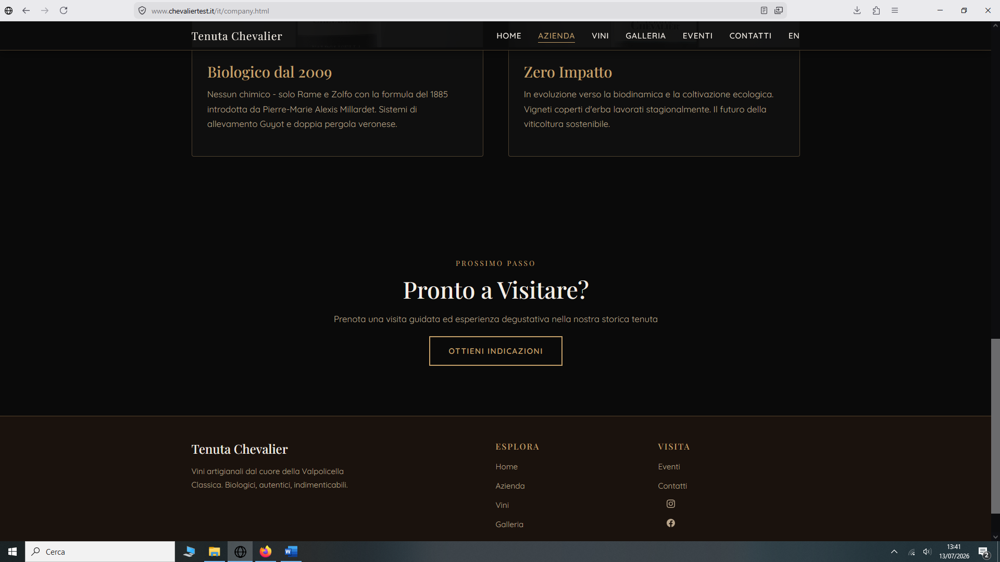 www.chevaliertest.it/it/company.html
Tenuta Chevalier
HOME
AZIENDA
VINI
GALLERIA
EVENTI
CONTATTI
EN
Biologico dal 2009
Nessun chimico - solo Rame e Zolfo con la formula del 1885
introdotta da Pierre-Marie Alexis Millardet. Sistemi di
allevamento Guyot e doppia pergola veronese.
Zero Impatto
In evoluzione verso la biodinamica e la coltivazione ecologica.
Vigneti coperti d'erba lavorati stagionalmente. Il futuro della
viticoltura sostenibile.
PROSSIMO PASSO
Pronto a Visitare?
Prenota una visita guidata ed esperienza degustativa nella nostra storica tenuta
OTTIENI INDICAZIONI
Tenuta Chevalier
Vini artigianali dal cuore della Valpolicella
Classica. Biologici, autentici, indimenticabili.
ESPLORA
Home
Azienda
Vini
Galleria
VISITA
Eventi
Contatti
Cerca
13:41
13/07/2026
2